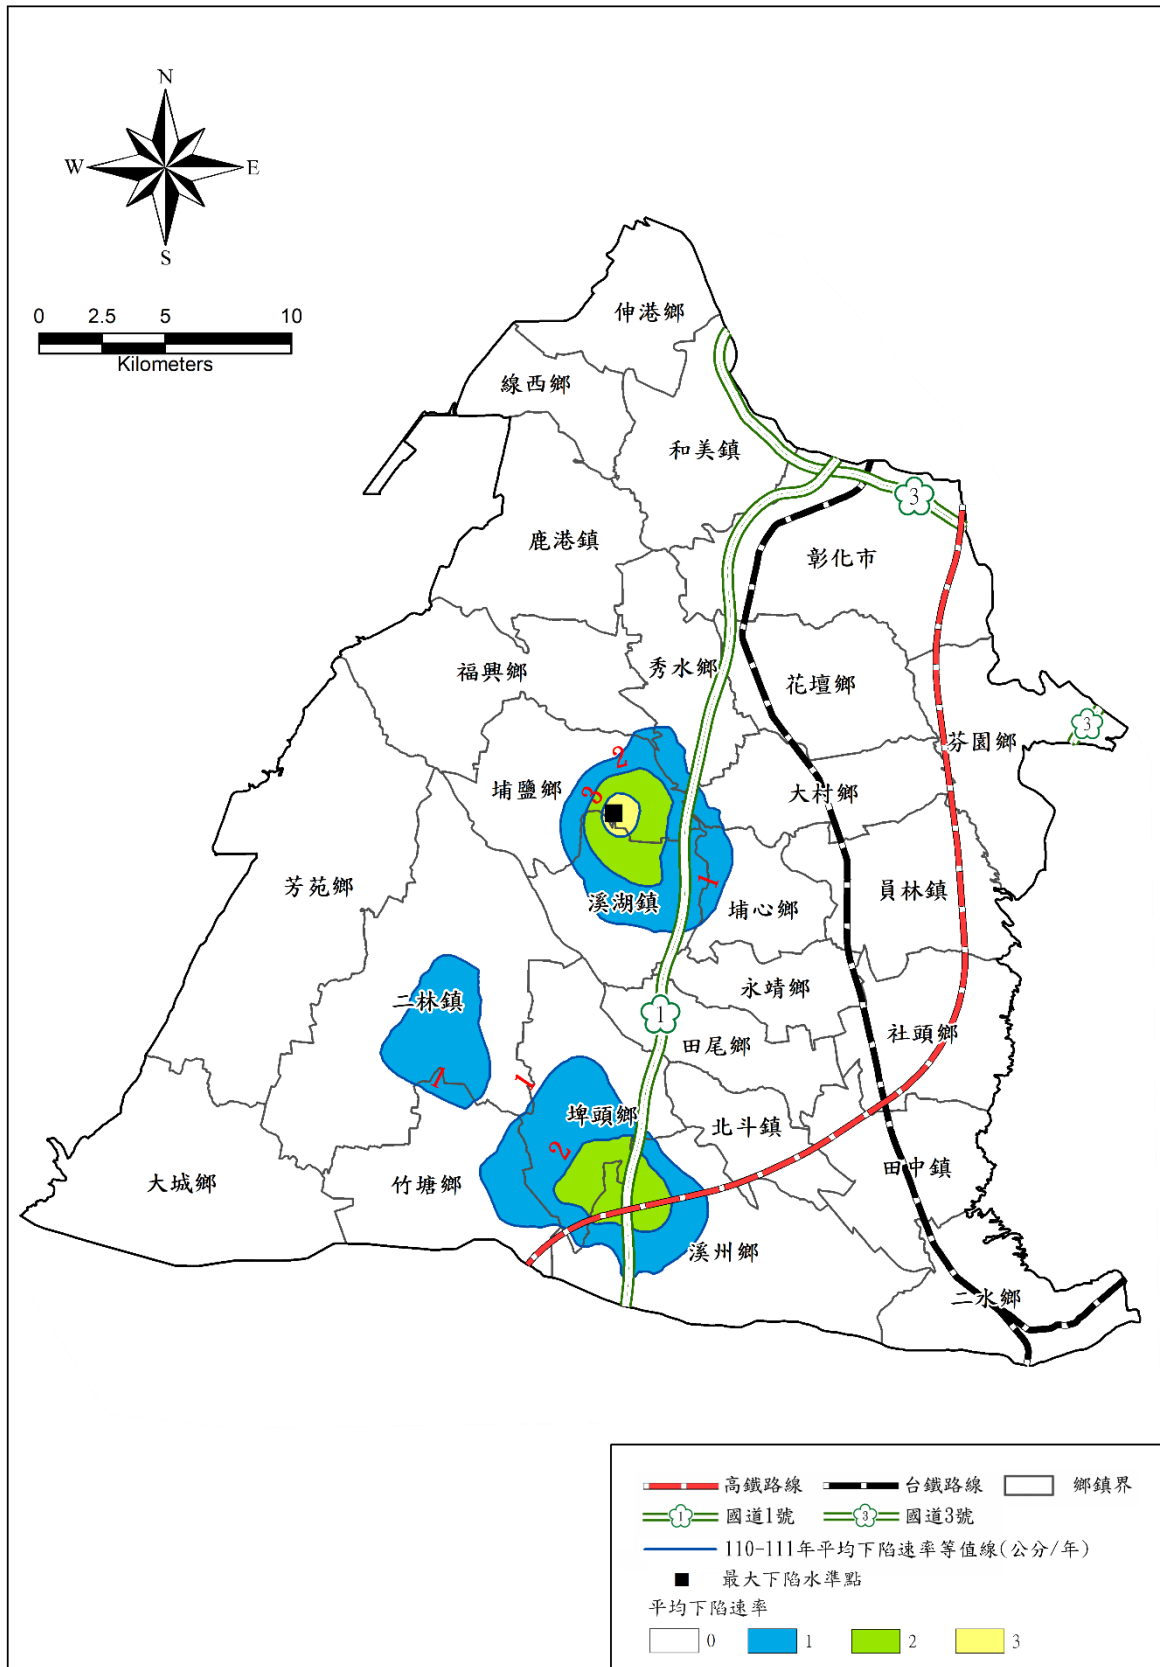 N
W E
S
0 2.5 5 10
Kilometers
伸港鄉
線西鄉
和美鎮
3
鹿港鎮
彰化市
福興鄉
秀水鄉
花壇鄉
3
芬園鄉
2
埔鹽鄉
3
大村鄉
芳苑鄉
1
員林鎮
溪湖鎮
埔心鄉
二林鎮
永靖鄉
1
田尾鄉
社頭鄉
1
1
埤頭鄉
北斗鎮
2
田中鎮
大城鄉
竹塘鄉
溪州鄉
二水鄉
高鐵路線 台鐵路線 鄉鎮界
1 國道1號 3 國道3號
110-111年平均下陷速率等值線(公分/年)
最大下陷水準點
平均下陷速率
0 1 2 3